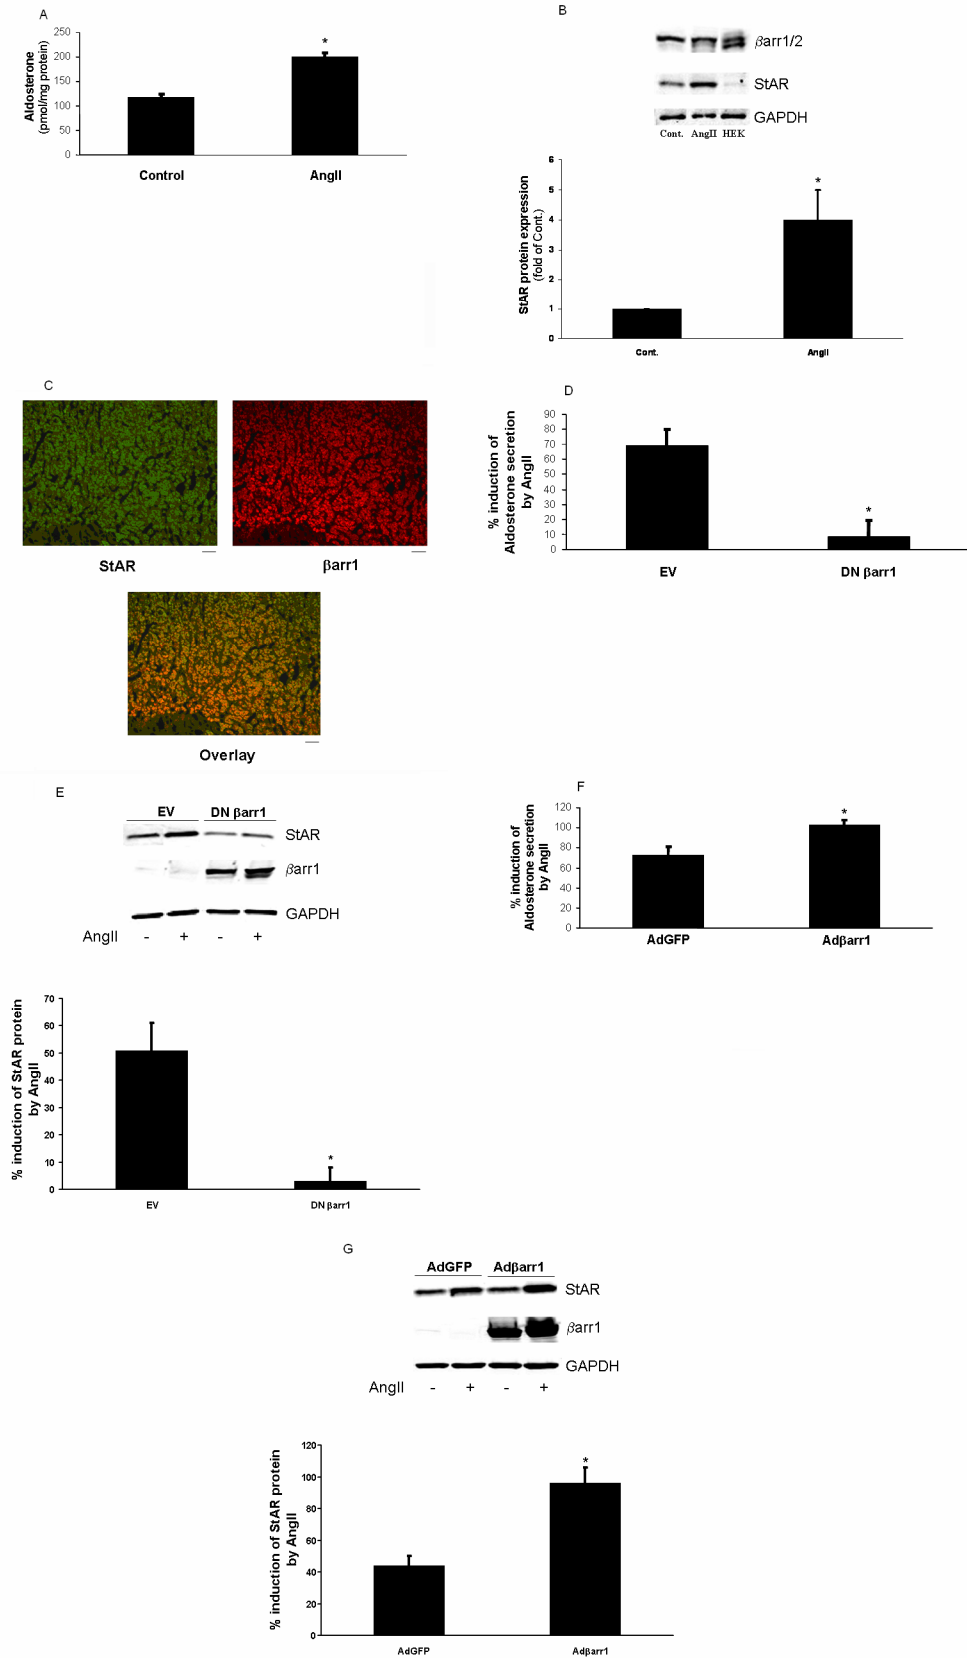 A
Aldosterone
(pmol/mg protein)
250
200
150
100
50
0
*
Control
AngII
B
βarr1/2
StAR
GAPDH
Cont.
AngII
HEK
StAR protein expression
(fold of Cont.)
6
5
4
3
2
1
0
*
Cont.
AngII
C
StAR
βarr1
Overlay
D
% induction of
Aldosterone secretion
by AngII
90
80
70
60
50
40
30
20
10
0
*
EV
DN βarr1
E
EV
DN βarr1
StAR
βarr1
GAPDH
AngII
-
+
-
+
% induction of StAR protein
by AngII
70
60
50
40
30
20
10
0
*
EV
DN βarr1
F
% induction of
Aldosterone secretion
by AngII
120
100
80
60
40
20
0
*
AdGFP
Adβarr1
G
AdGFP
Adβarr1
StAR
βarr1
GAPDH
AngII
-
+
-
+
% induction of StAR protein
by AngII
120
100
80
60
40
20
0
*
AdGFP
Adβarr1